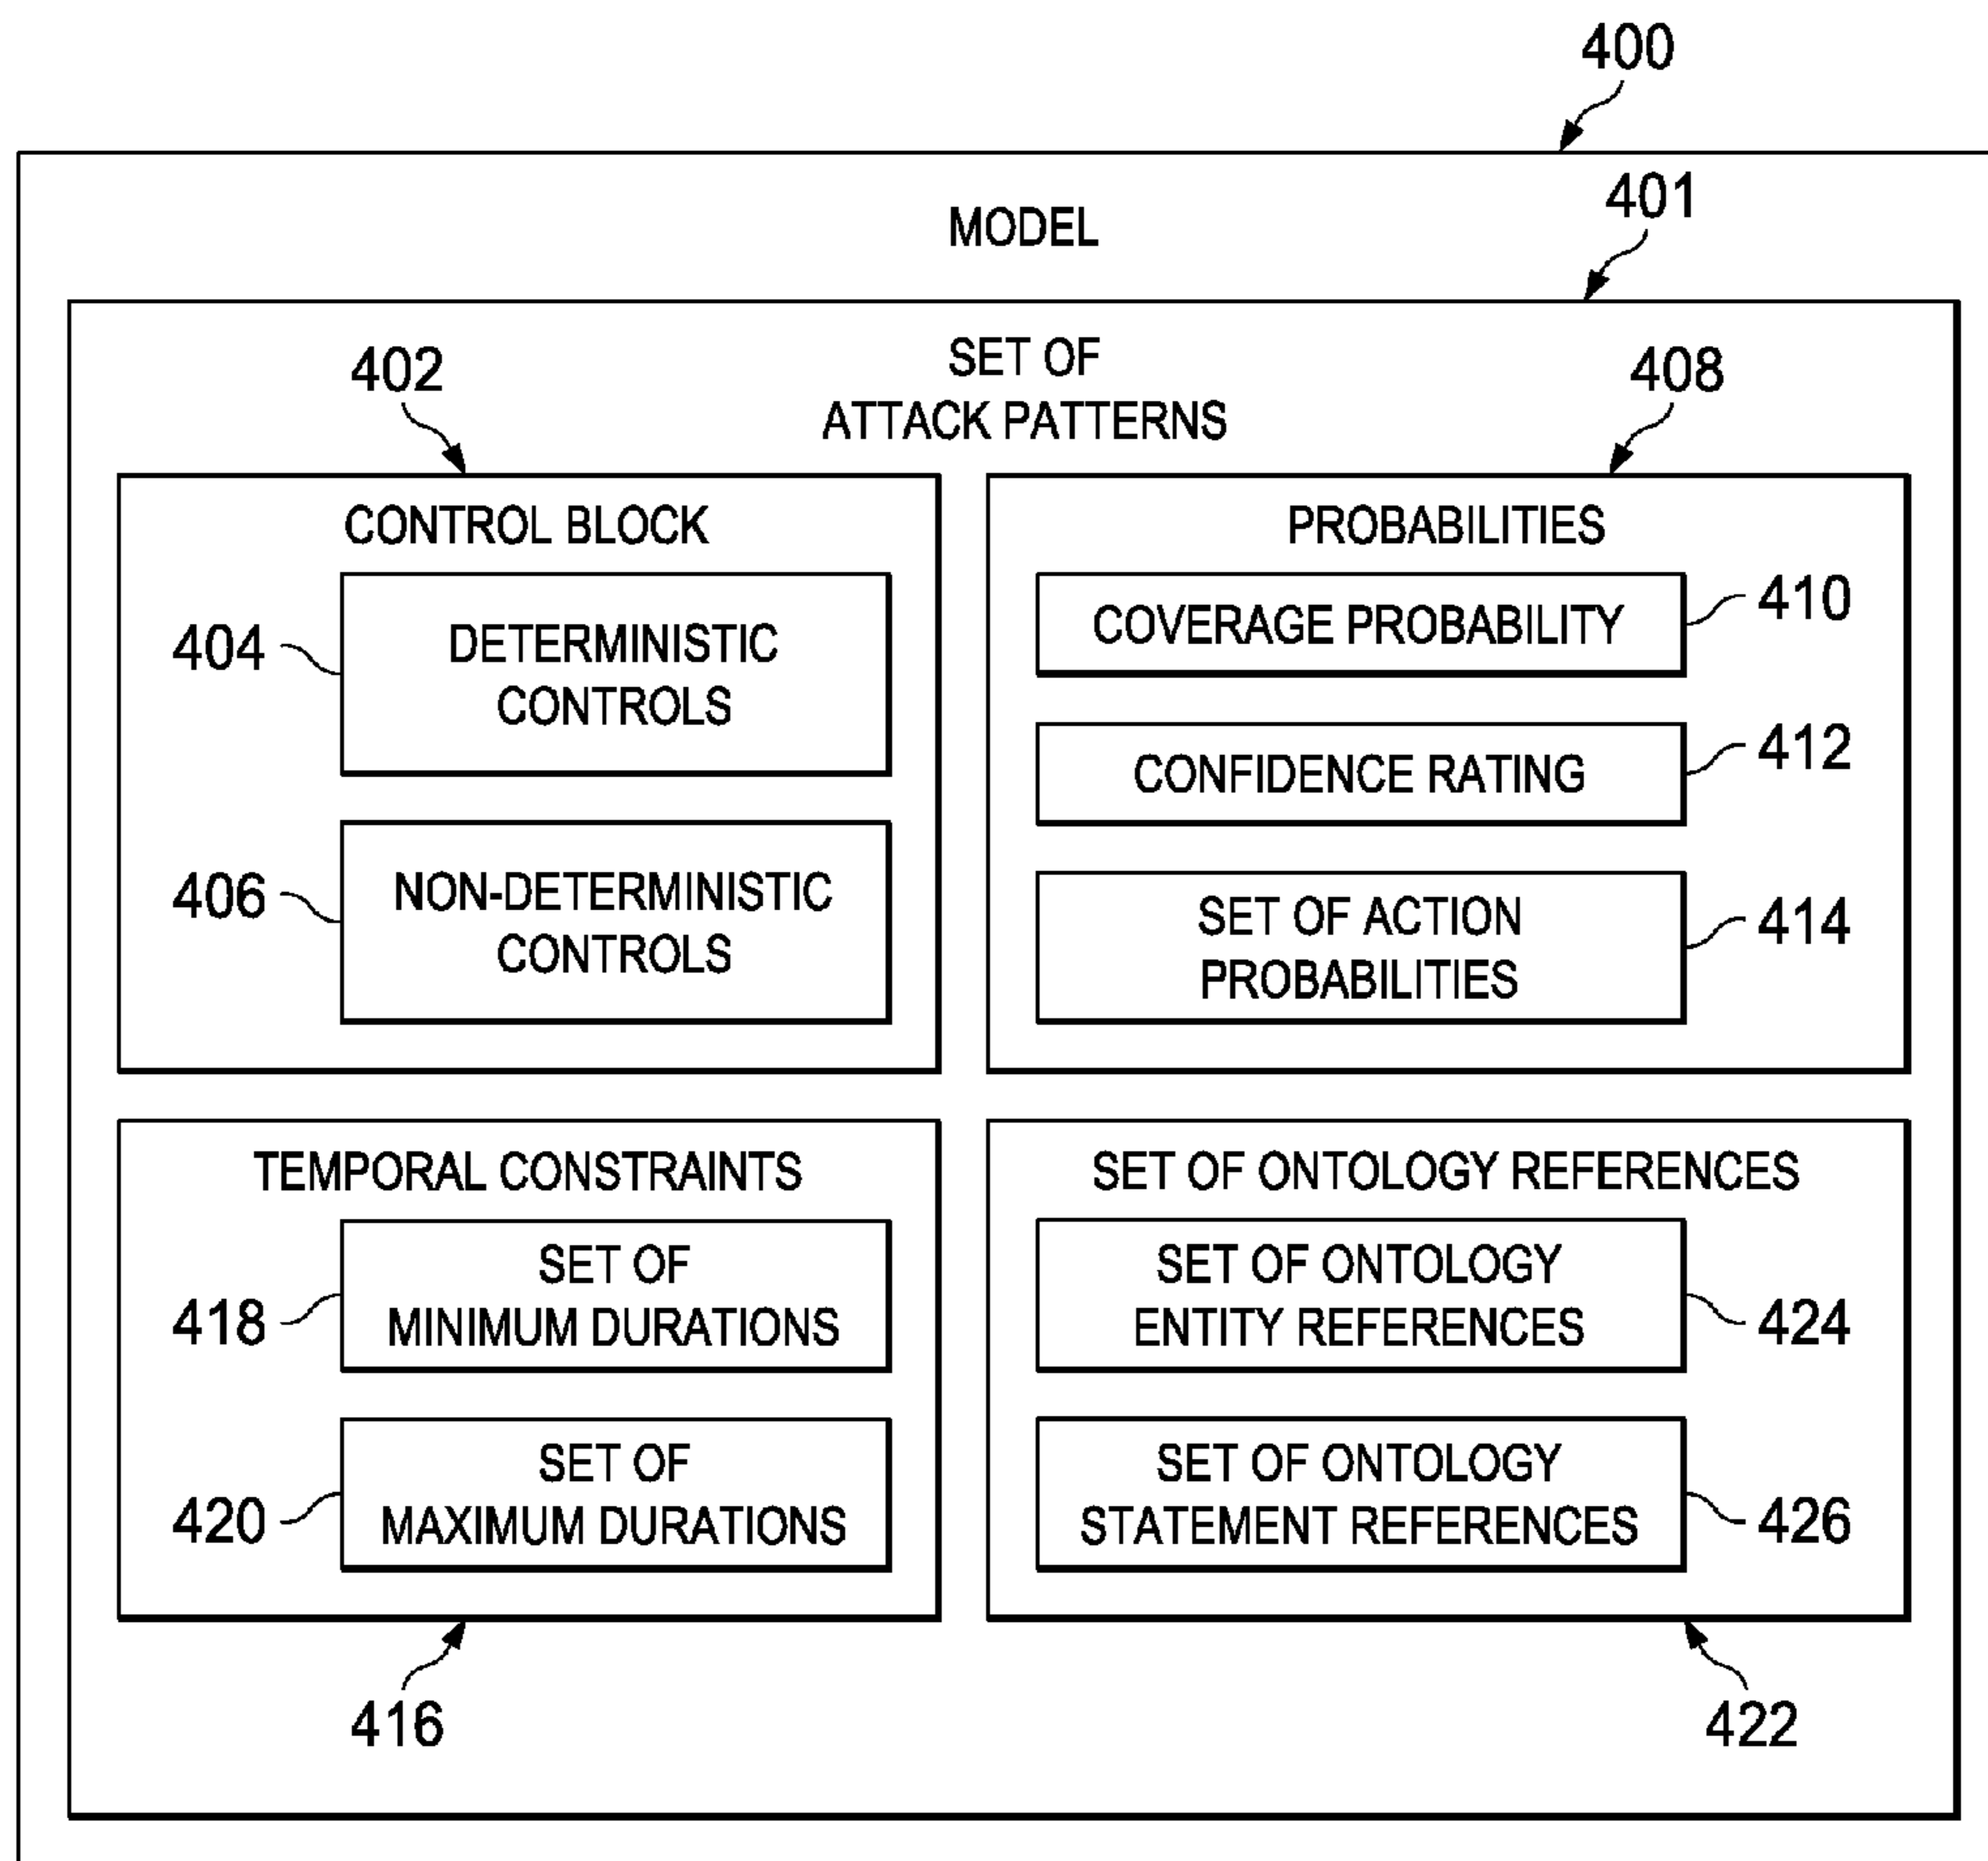 400
MODEL
401
SET OF
ATTACK PATTERNS
402
408
CONTROL BLOCK
404
DETERMINISTIC
CONTROLS
406
NON-DETERMINISTIC
CONTROLS
PROBABILITIES
COVERAGE PROBABILITY
410
CONFIDENCE RATING
412
SET OF ACTION
PROBABILITIES
414
TEMPORAL CONSTRAINTS
418
SET OF
MINIMUM DURATIONS
420
SET OF
MAXIMUM DURATIONS
416
SET OF ONTOLOGY REFERENCES
SET OF ONTOLOGY
ENTITY REFERENCES
424
SET OF ONTOLOGY
STATEMENT REFERENCES
426
422